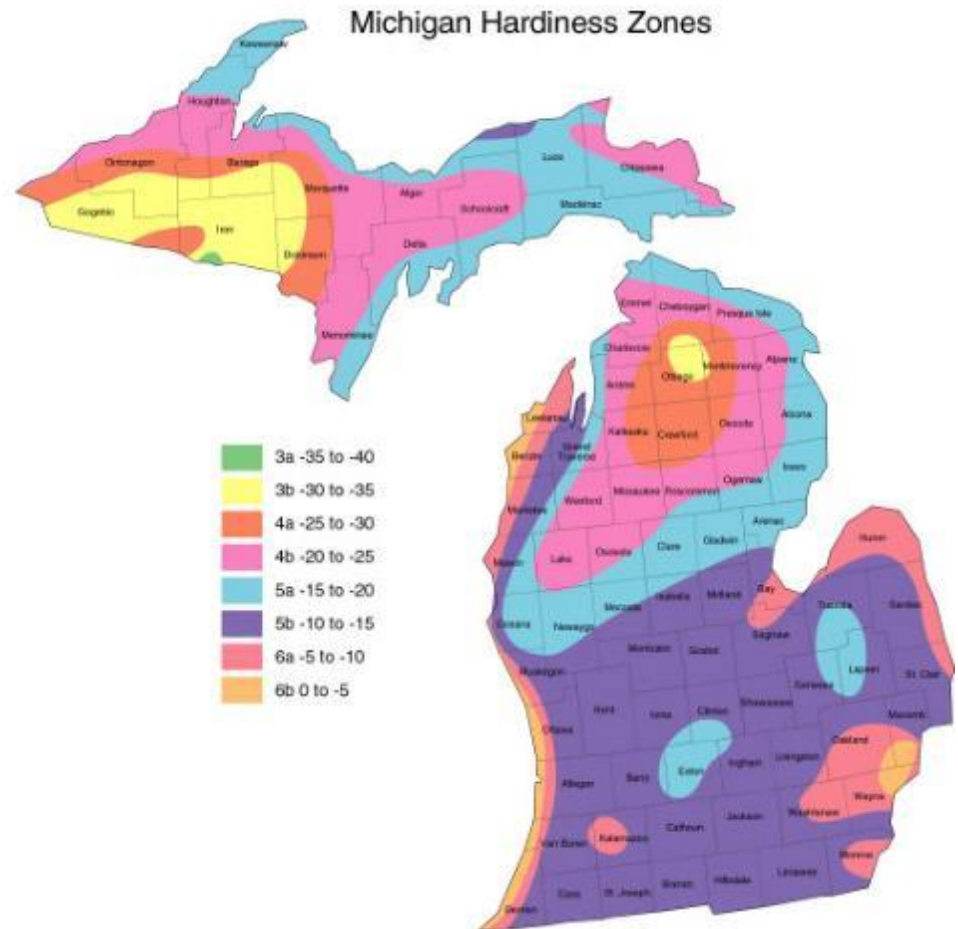 Michigan Hardiness Zones
Keweenaw
Houghton
Ontonagon
Baraga
Marquette
Alger
Luce
Chippewa
Gogebic
Iron
Schoolcraft
Mackinac
Dickinson
Delta
Menominee
Emmet
Cheboygan
Presque Isle
Charlevoix
Otsego
Montmorency
Alpena
Antrim
Leelanau
Kalkaska
Crawford
Oscoda
Alcona
Benzie
Grand
Traverse
Manistee
Wexford
Missaukee
Roscommon
Ogemaw
Iosco
Mason
Lake
Osceola
Clare
Gladwin
Arenac
Huron
Oceana
Newaygo
Mecosta
Isabella
Midland
Bay
Tuscola
Sanilac
Muskegon
Montcalm
Gratiot
Saginaw
Genesee
Lapeer
St. Clair
Ottawa
Kent
Ionia
Clinton
Shiawassee
Oakland
Macomb
Allegan
Barry
Eaton
Ingham
Livingston
Van Buren
Kalamazoo
Calhoun
Jackson
Washtenaw
Wayne
Berrien
Cass
St. Joseph
Branch
Hillsdale
Lenawee
Monroe
3a -35 to -40
3b -30 to -35
4a -25 to -30
4b -20 to -25
5a -15 to -20
5b -10 to -15
6a -5 to -10
6b 0 to -5